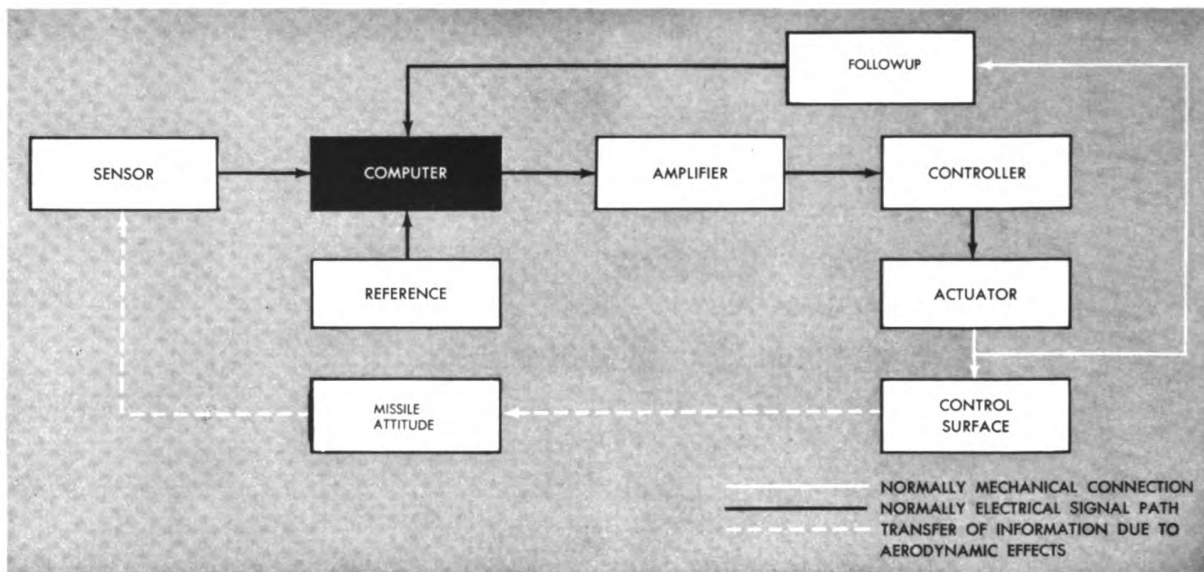 FOLLOWUP
SENSOR
COMPUTER
AMPLIFIER
CONTROLLER
REFERENCE
ACTUATOR
MISSILE
ATTITUDE
CONTROL
SURFACE
NORMALLY MECHANICAL CONNECTION
NORMALLY ELECTRICAL SIGNAL PATH
TRANSFER OF INFORMATION DUE TO
AERODYNAMIC EFFECTS